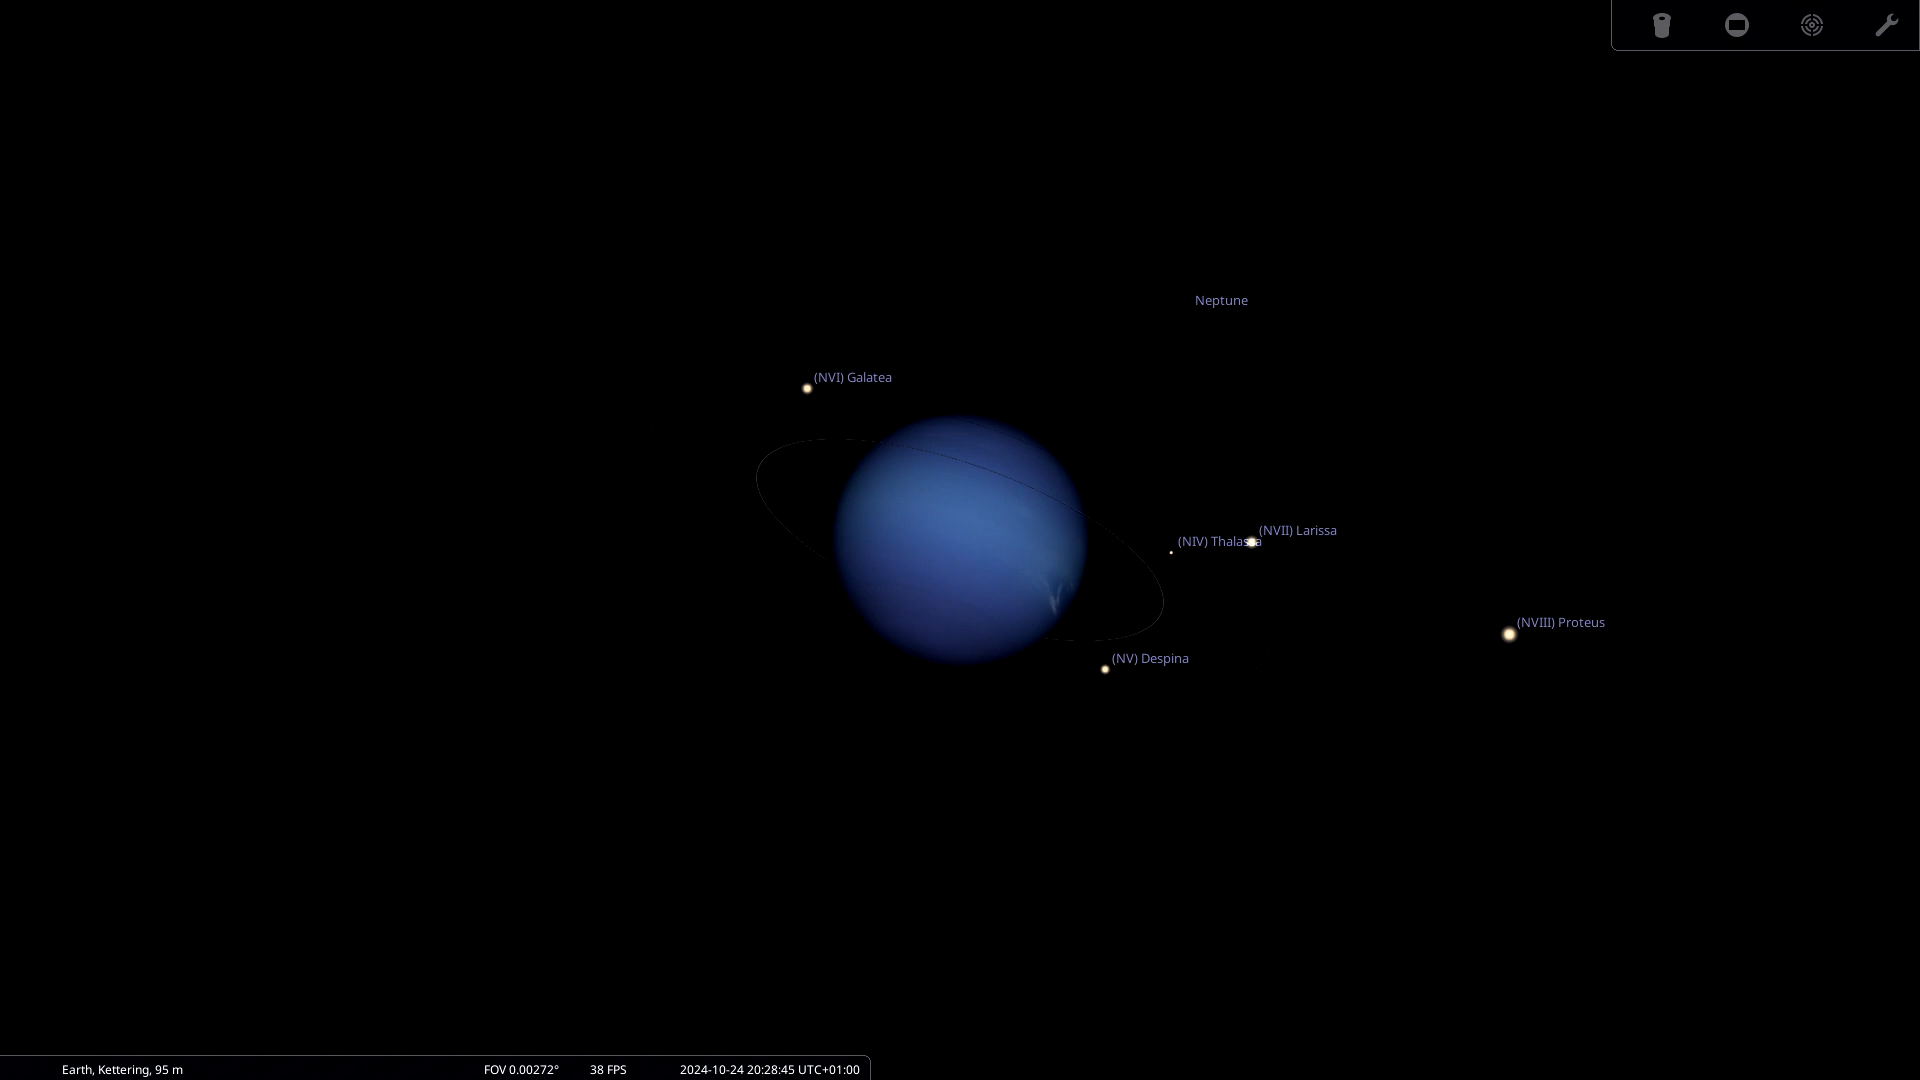 Neptune
(NVI) Galatea
(NVII) Larissa
(NIV) Thalassa
(NVIII) Proteus
(NV) Despina
Earth, Kettering, 95 m FOV 0.00272° 38 FPS 2024-10-24 20:28:45 UTC+01:00